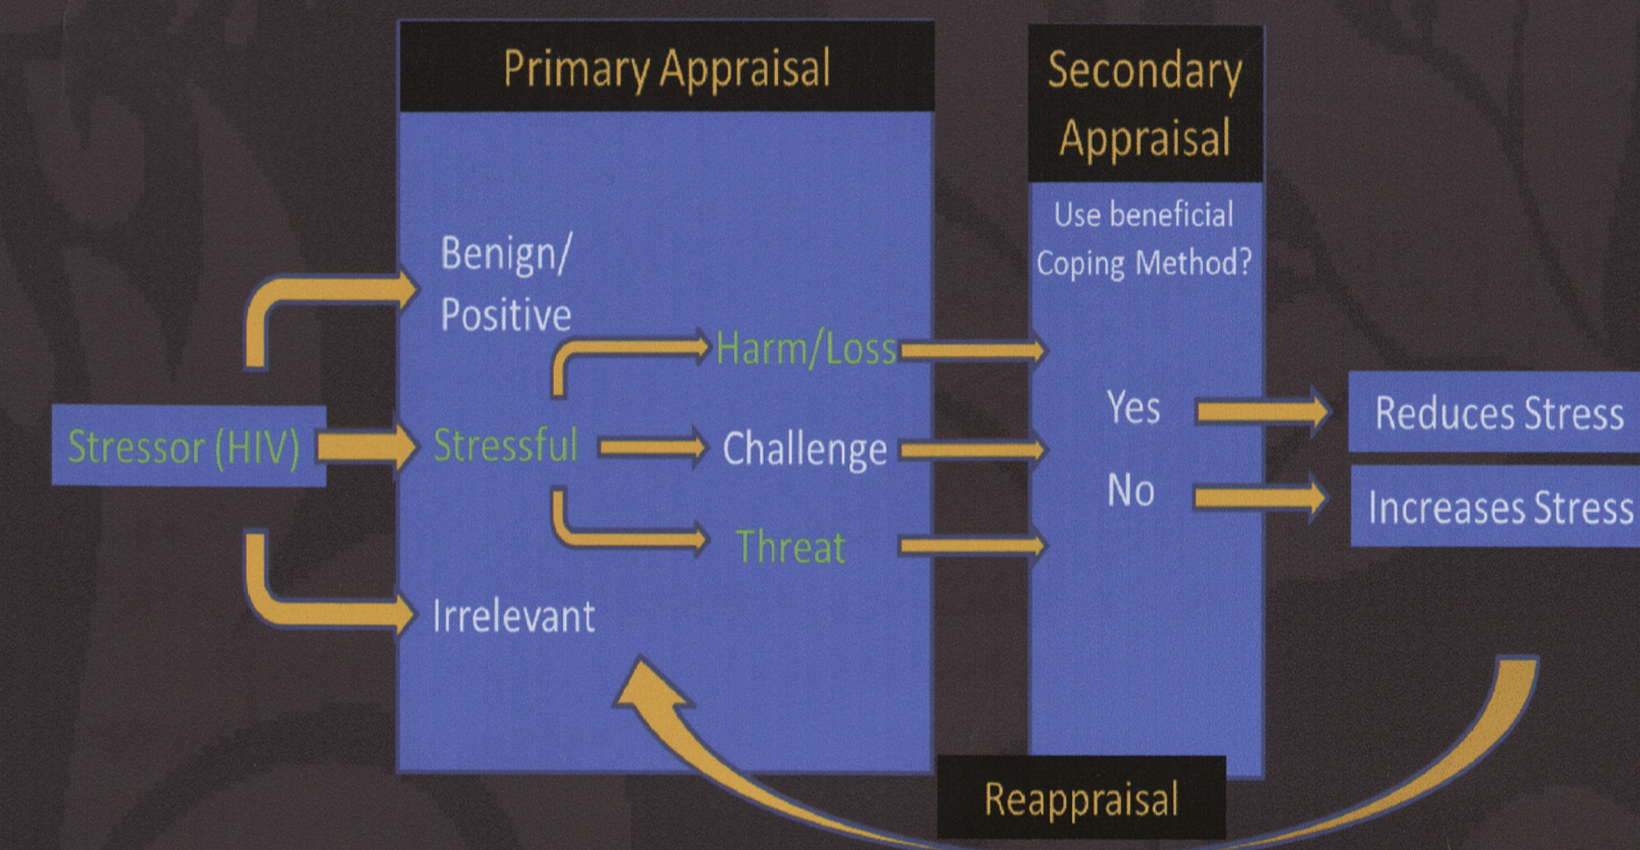 Primary Appraisal
Secondary
Appraisal
Use beneficial
Coping Method?
Benign/
Positive
Harm/Loss
Stressor (HIV)
Stressful
Challenge
Threat
Irrelevant
Yes
No
Reduces Stress
Increases Stress
Reappraisal